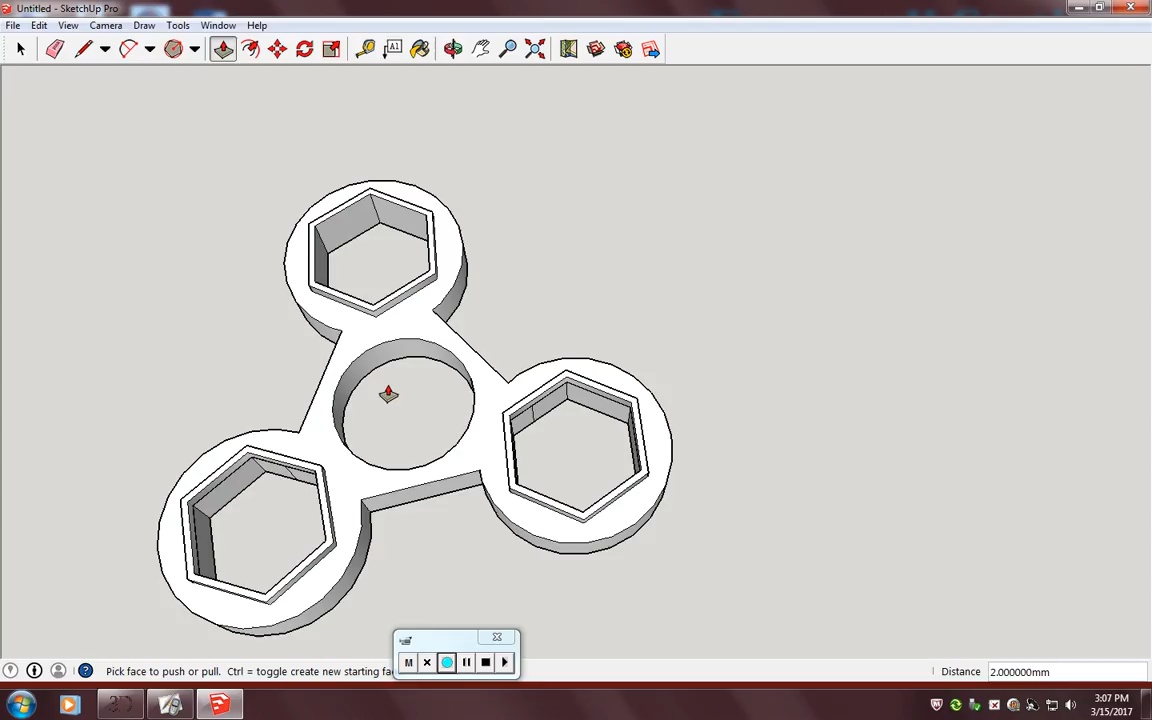 Untitled - SketchUp Pro
File Edit View Camera Draw Tools Window Help
A1
M
Pick face to push or pull. Ctrl = toggle create new starting fa
Distance 2.000000mm
3:07 PM
3/15/2017